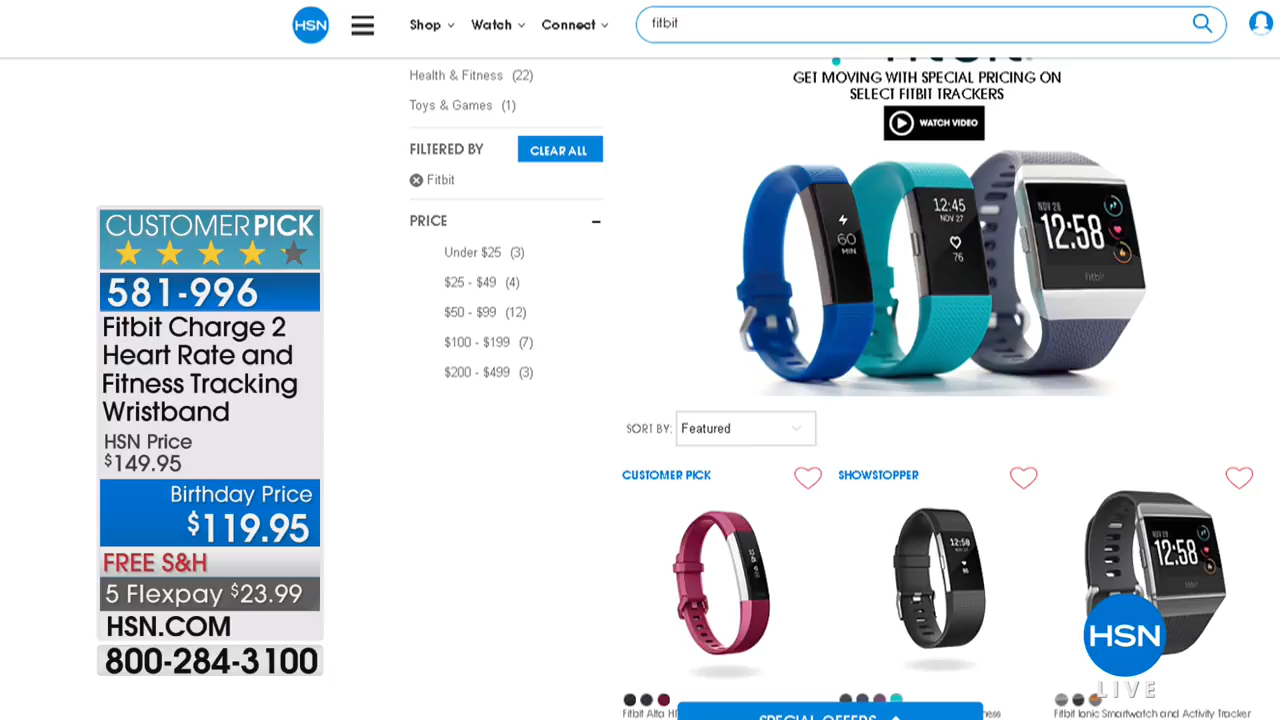 HSN
Shop
Watch
Connect
fitbit
Health & Fitness (22)
Toys & Games (1)
FILTERED BY
CLEAR ALL
Fitbit
PRICE
Under $25 (3)
$25 - $49 (4)
$50 - $99 (12)
$100 - $199 (7)
$200 - $499 (3)
GET MOVING WITH SPECIAL PRICING ON
SELECT FITBIT TRACKERS
WATCH VIDEO
60
MIN
12:45
NOV 27
76
NOV 28
12:58
fitbit
SORT BY: Featured
CUSTOMER PICK
SHOWSTOPPER
12:58
Fitbit Alta
Fitbit Ionic Smartwatch and Activity Tracker
SPECIAL OFFERS
CUSTOMER PICK
581-996
Fitbit Charge 2
Heart Rate and
Fitness Tracking
Wristband
HSN Price
$149.95
Birthday Price
$119.95
FREE S&H
5 Flexpay $23.99
HSN.COM
800-284-3100
HSN
LIVE